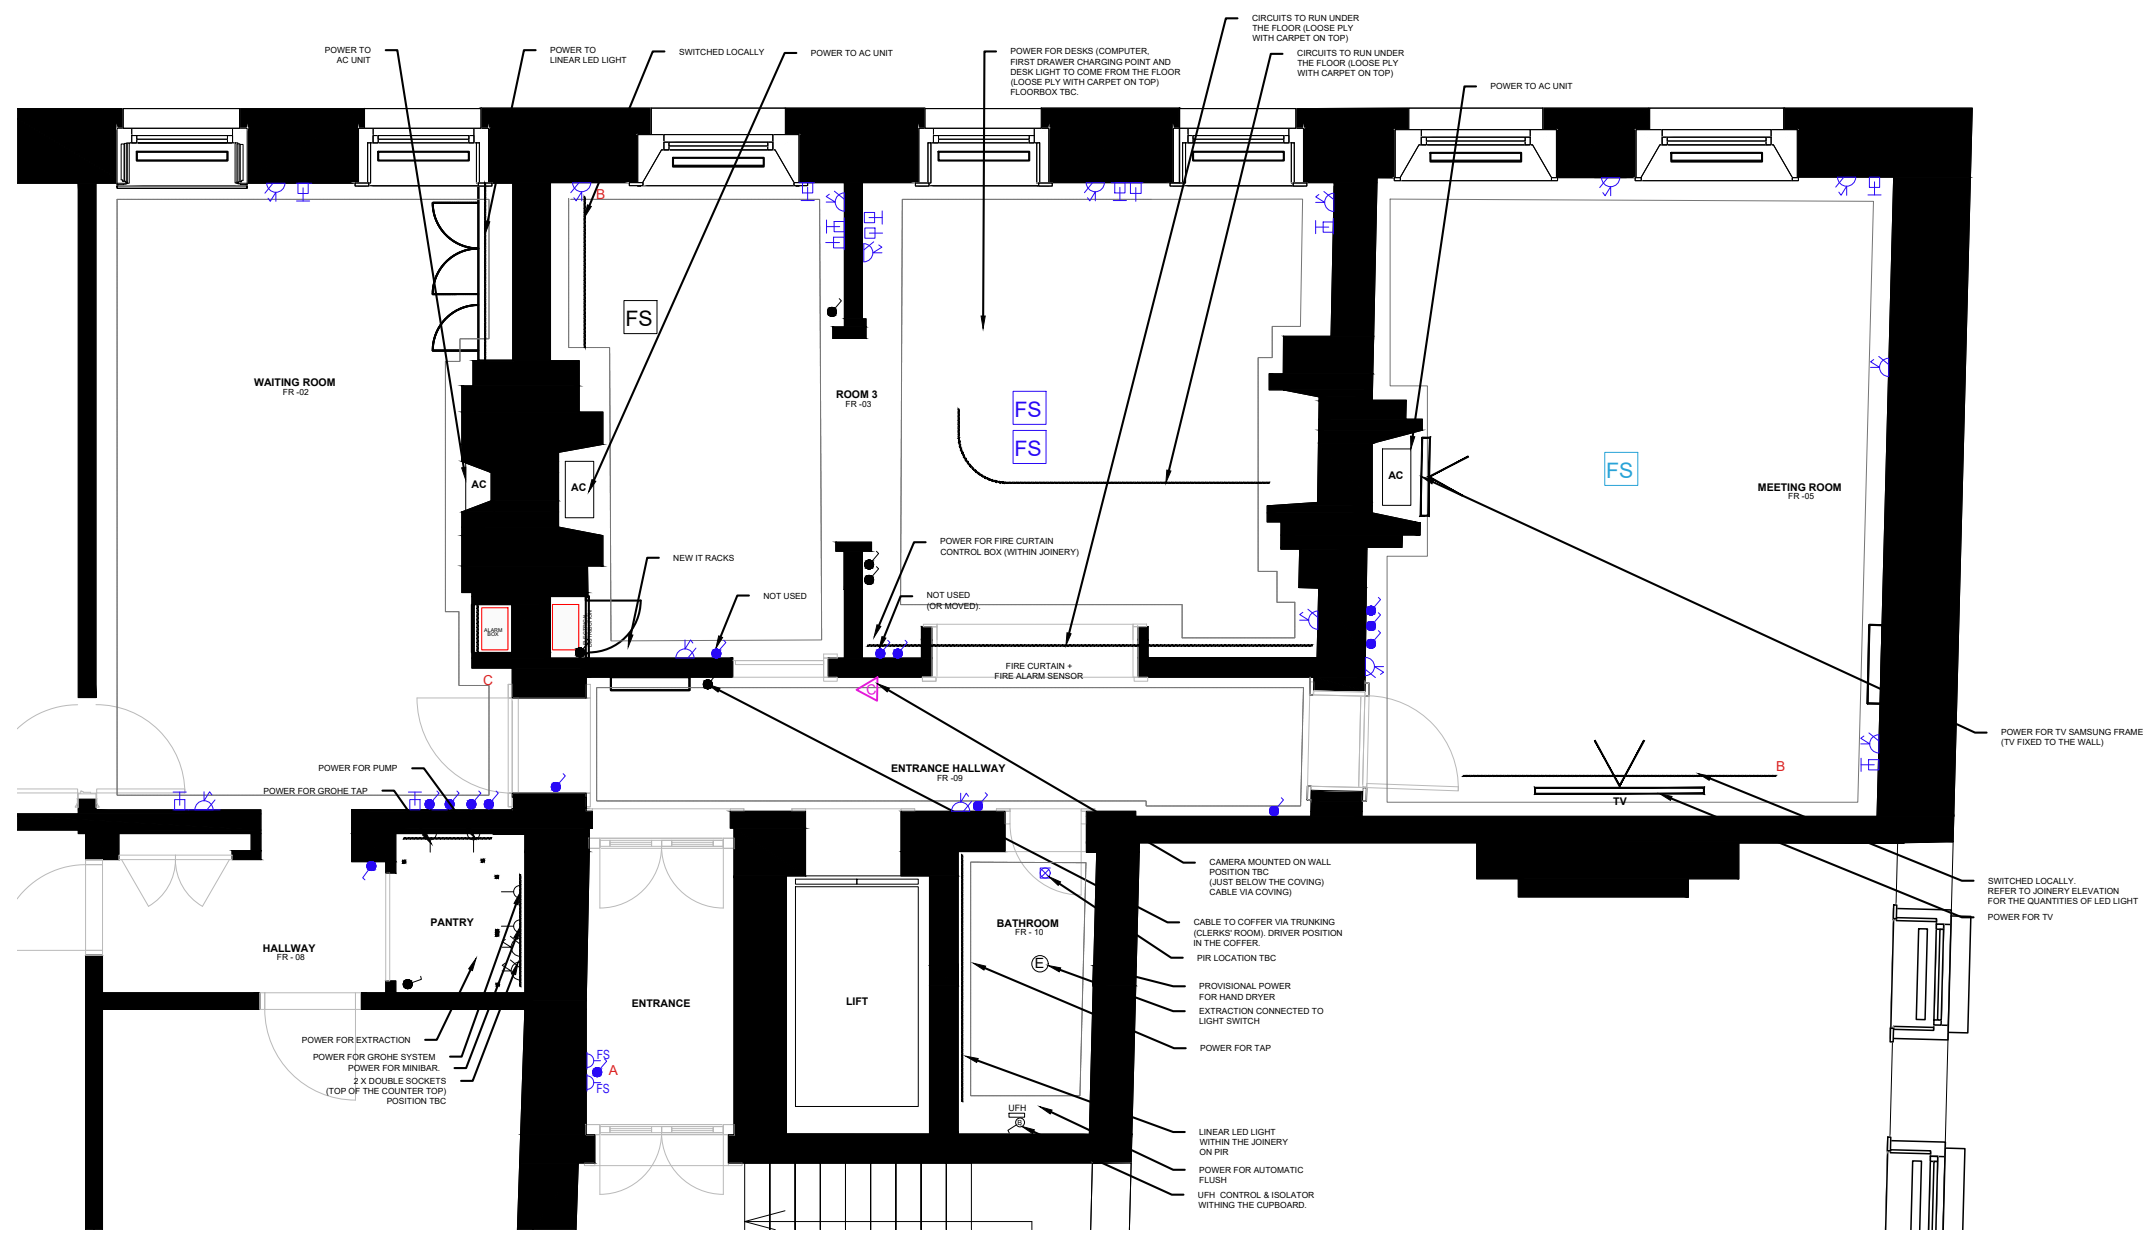 CIRCUITS TO RUN UNDER
THE FLOOR (LOOSE PLY
WITH CARPET ON TOP)
POWER TO
AC UNIT
POWER TO
LINEAR LED LIGHT
SWITCHED LOCALLY
POWER TO AC UNIT
POWER FOR DESKS (COMPUTER,
FIRST DRAWER CHARGING POINT AND
DESK LIGHT TO COME FROM THE FLOOR
(LOOSE PLY WITH CARPET ON TOP)
FLOORBOX TBC.
CIRCUITS TO RUN UNDER
THE FLOOR (LOOSE PLY
WITH CARPET ON TOP)
POWER TO AC UNIT
B
FS
WAITING ROOM
FR -02
ROOM 3
FR -03
FS
FS
FS
MEETING ROOM
FR -05
AC
AC
AC
POWER FOR FIRE CURTAIN
CONTROL BOX (WITHIN JOINERY)
NEW IT RACKS
NOT USED
NOT USED
(OR MOVED).
ALARM
BOX
C
FIRE CURTAIN +
FIRE ALARM SENSOR
C
ENTRANCE HALLWAY
FR -09
POWER FOR TV SAMSUNG FRAME
(TV FIXED TO THE WALL)
B
TV
POWER FOR PUMP
POWER FOR GROHE TAP
CAMERA MOUNTED ON WALL
POSITION TBC
(JUST BELOW THE COVING)
CABLE VIA COVING)
SWITCHED LOCALLY.
REFER TO JOINERY ELEVATION
FOR THE QUANTITIES OF LED LIGHT
POWER FOR TV
PANTRY
BATHROOM
FR - 10
CABLE TO COFFER VIA TRUNKING
(CLERKS' ROOM). DRIVER POSITION
IN THE COFFER.
HALLWAY
FR - 08
PIR LOCATION TBC
E
PROVISIONAL POWER
FOR HAND DRYER
ENTRANCE
LIFT
EXTRACTION CONNECTED TO
LIGHT SWITCH
POWER FOR EXTRACTION
POWER FOR GROHE SYSTEM
POWER FOR MINIBAR.
2 X DOUBLE SOCKETS
(TOP OF THE COUNTER TOP)
POSITION TBC
FS
A
FS
POWER FOR TAP
UFH
LINEAR LED LIGHT
WITHIN THE JOINERY
ON PIR
POWER FOR AUTOMATIC
FLUSH
UFH CONTROL & ISOLATOR
WITHING THE CUPBOARD.